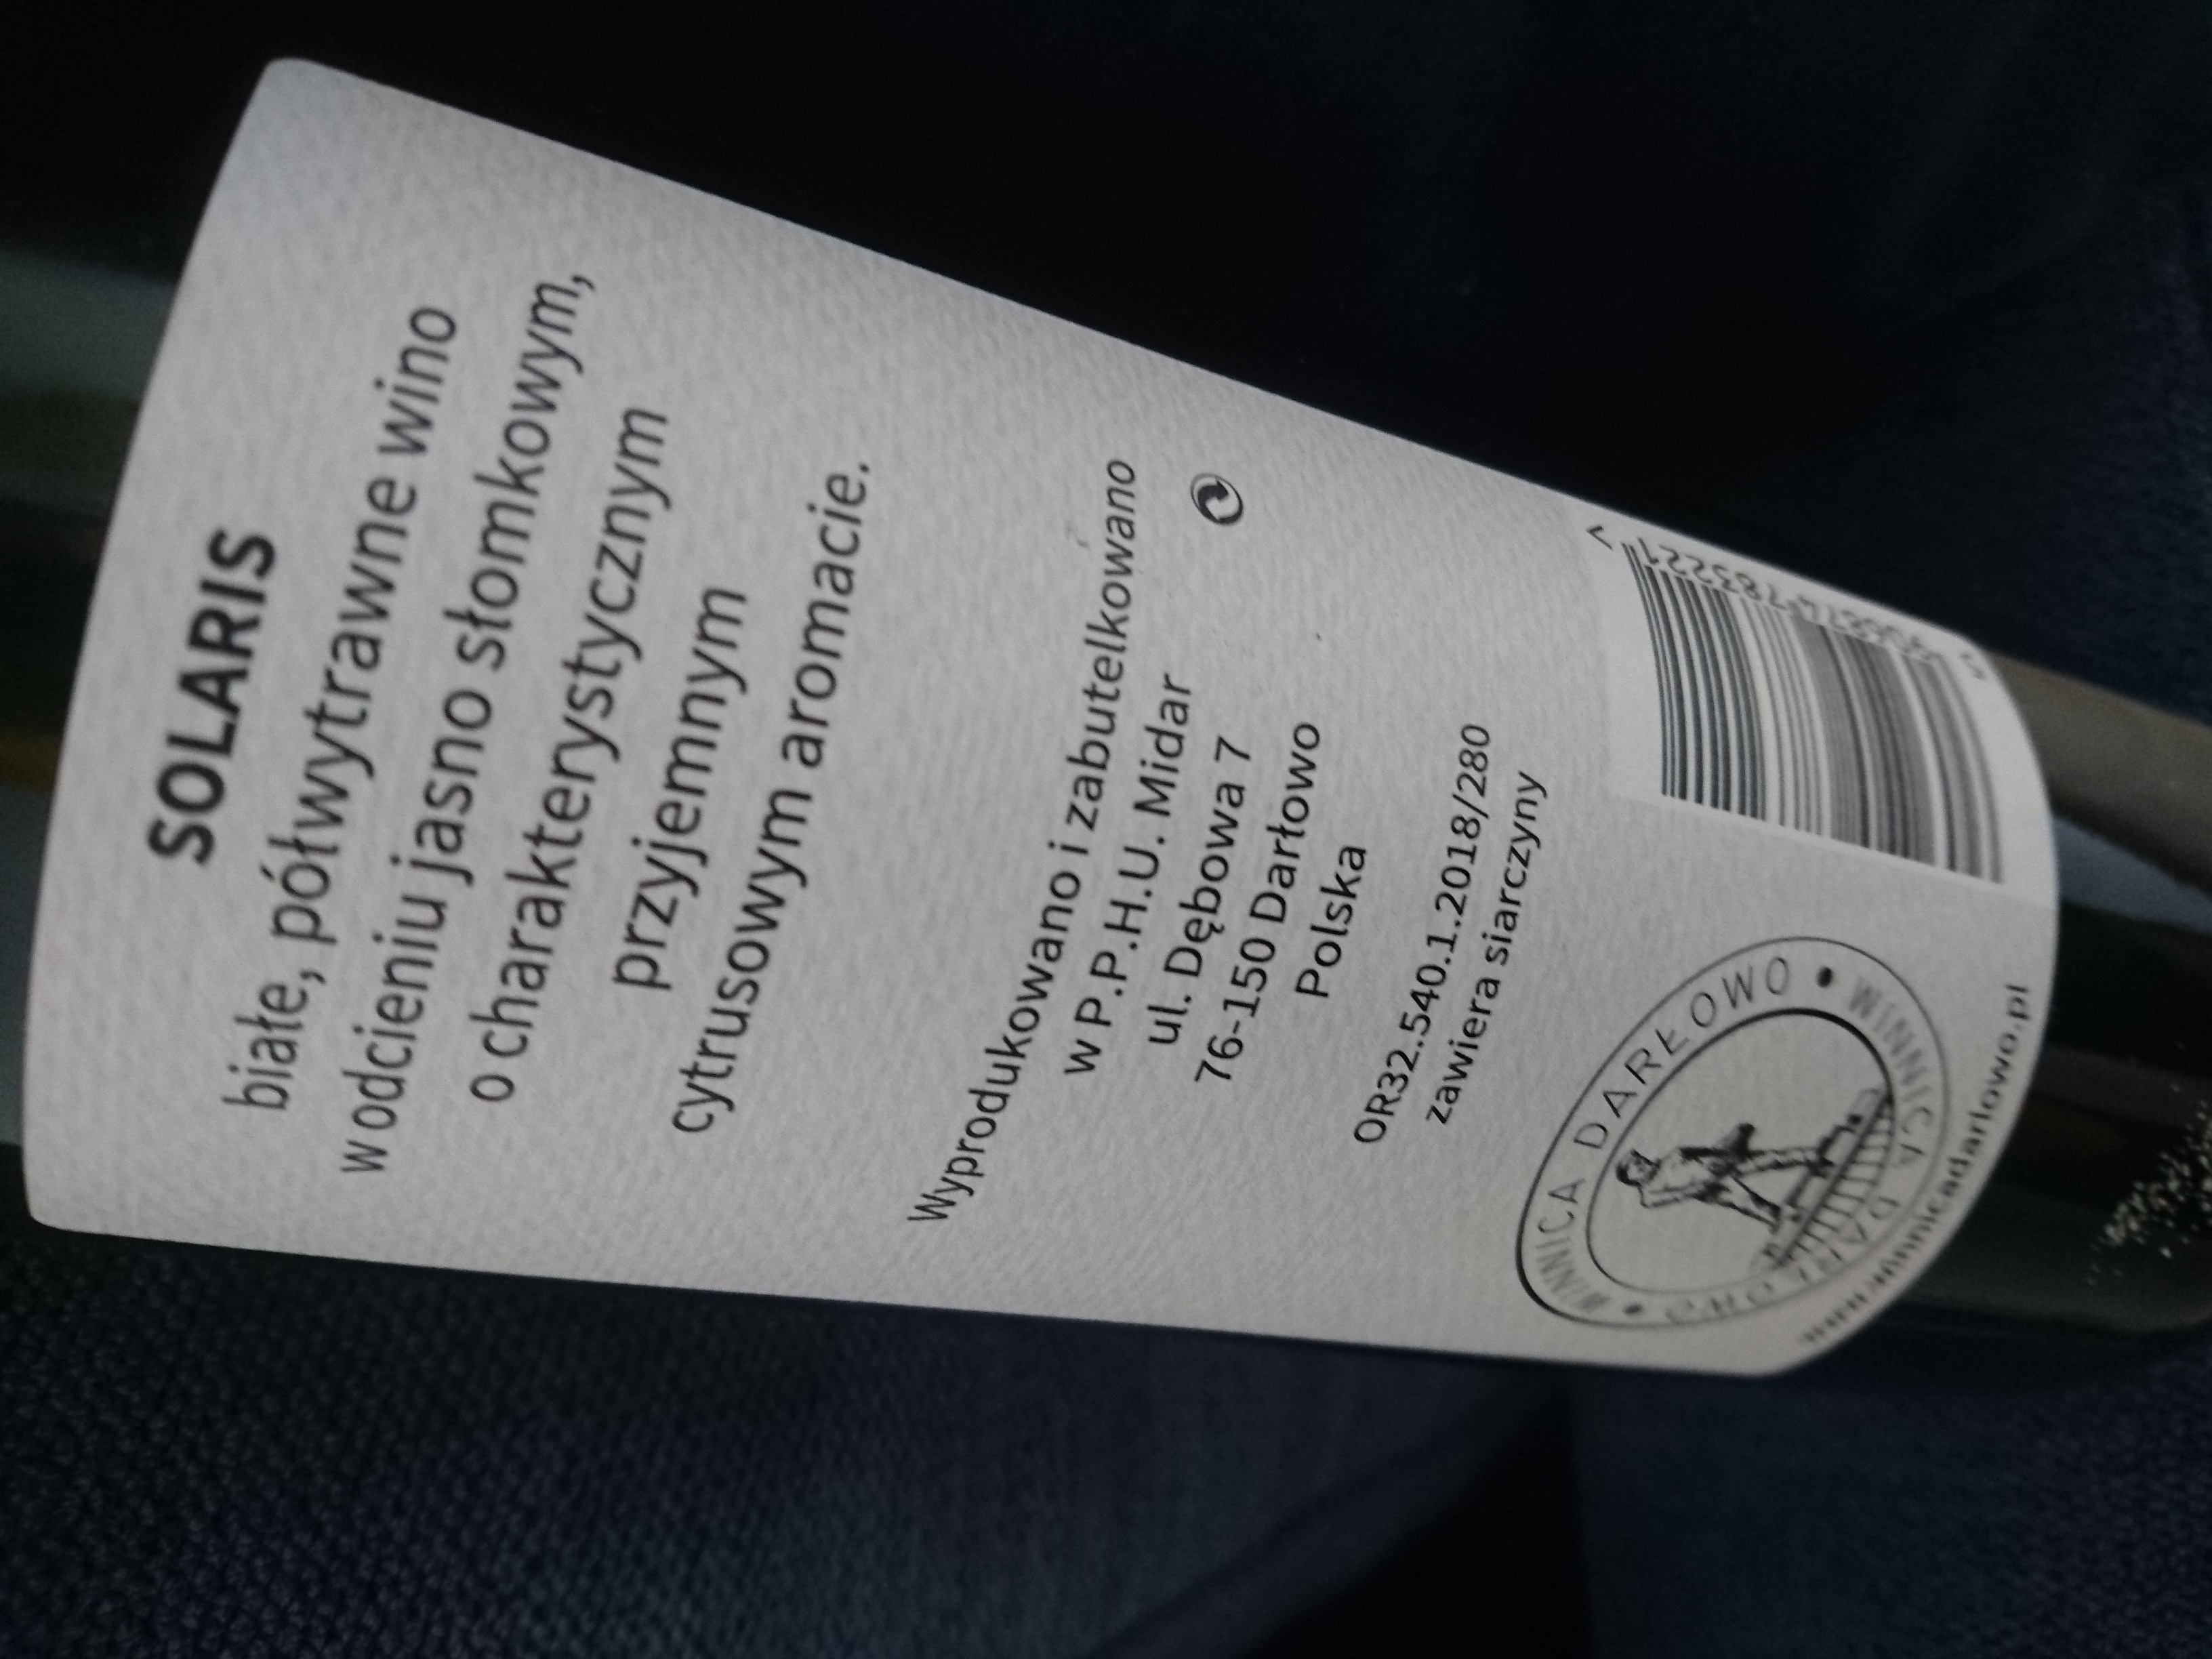 SOLARIS
białe, półwytrawne wino
w odcieniu jasno słomkowym,
o charakterystycznym
przyjemnym
cytrusowym aromacie.
Wyprodukowano i zabutelkowano
w P.P.H.U. Midar
ul. Dębowa 7
76-150 Darłowo
Polska
OR32.540.1.2018/280
zawiera siarczyny
WINNICA DARŁOWO • WINNICA DARŁOWO •
www.winnicadarlowo.pl